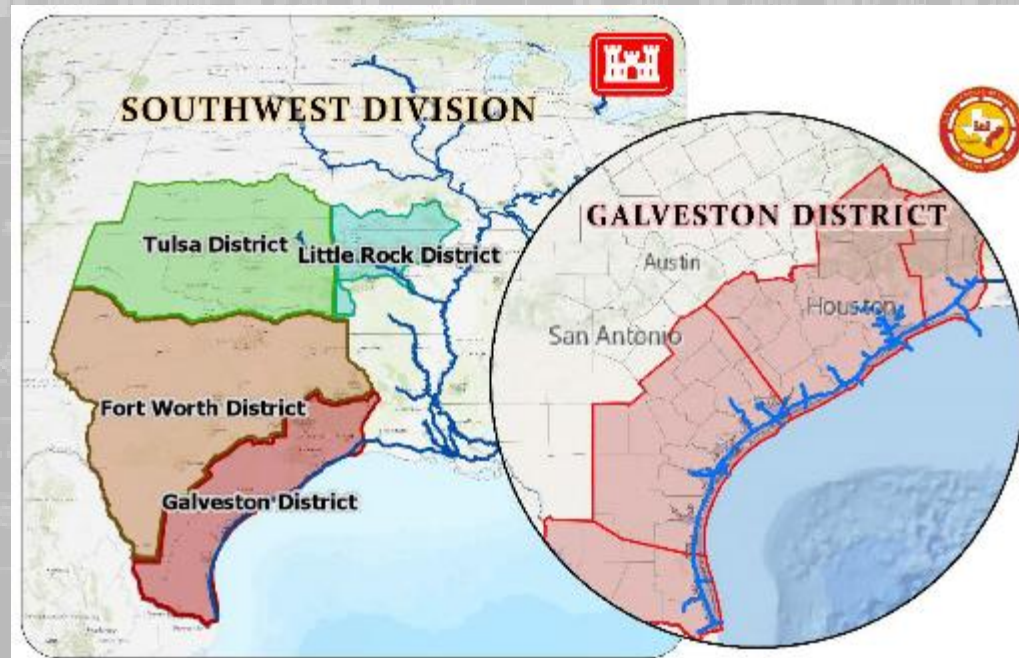 SOUTHWEST DIVISION
Tulsa District
Little Rock District
Fort Worth District
Galveston District
GALVESTON DISTRICT
Austin
Houston
San Antonio